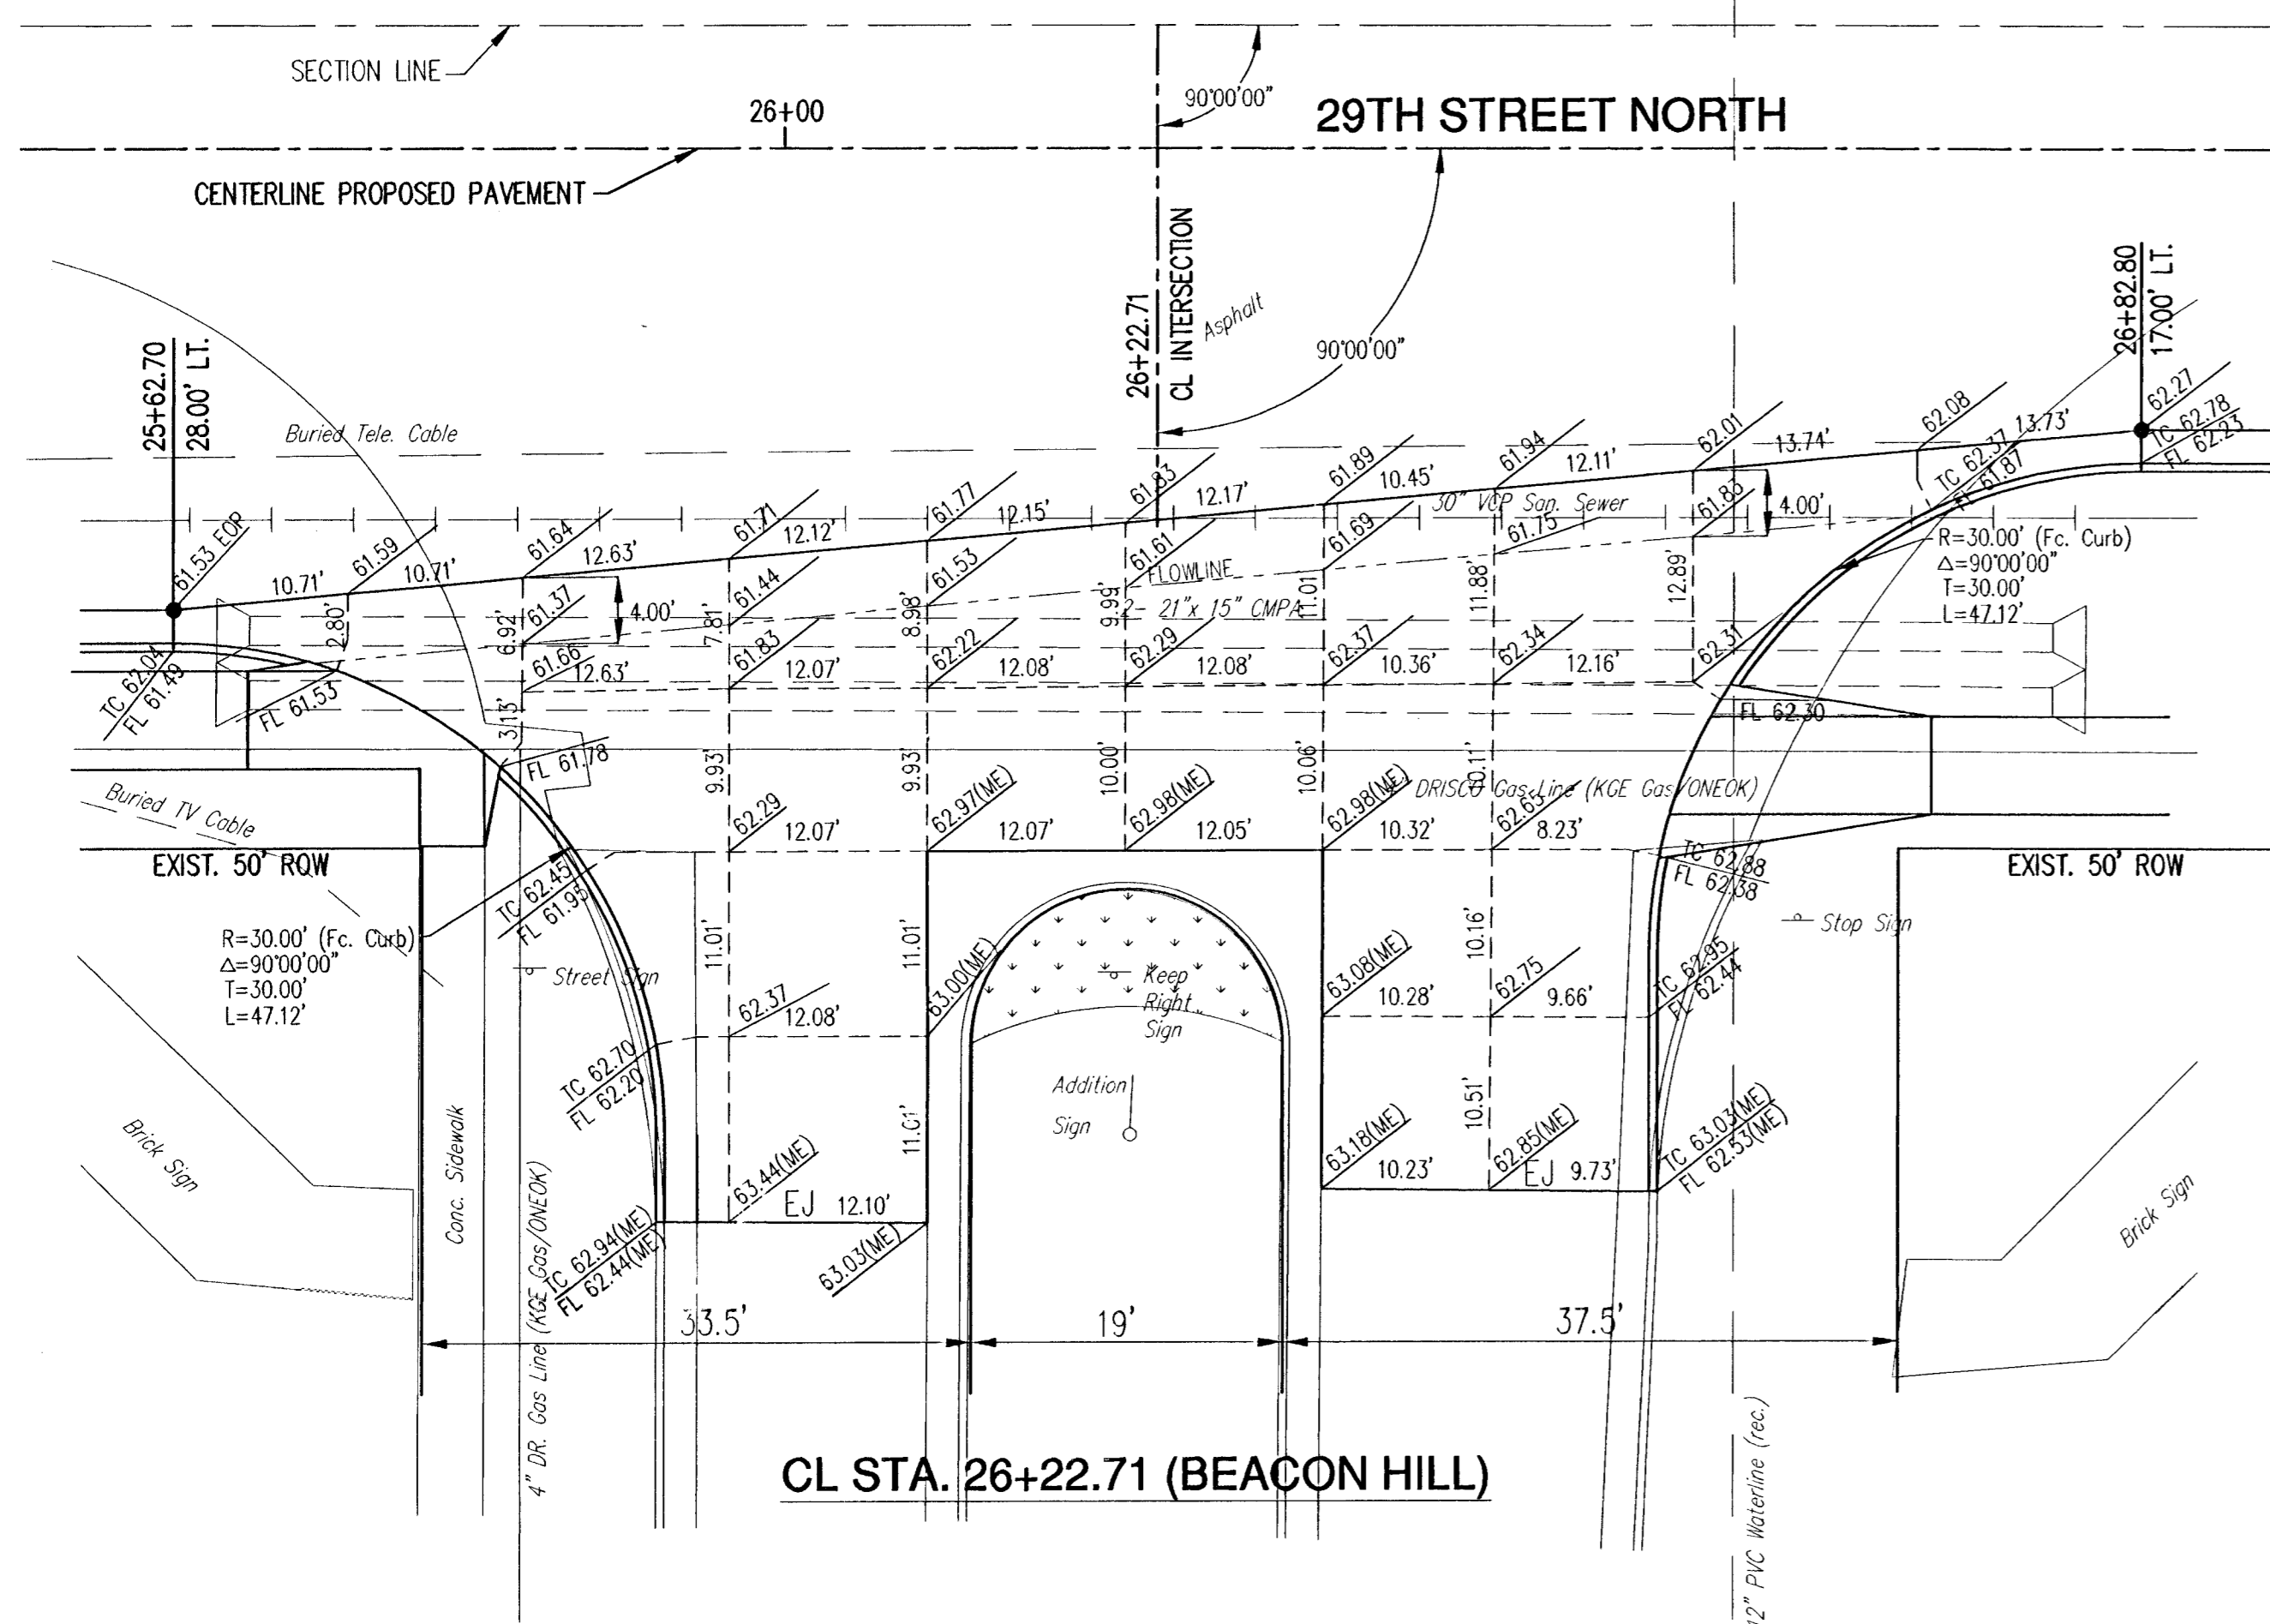 SECTION LINE
26+00
90°00'00"
29TH STREET NORTH
CENTERLINE PROPOSED PAVEMENT
26+22.71
CL INTERSECTION
Asphalt
90°00'00"
25+62.70
28.00' LT.
26+82.80
17.00' LT.
Buried Tele. Cable
62.27
TC 62.78
FL 62.23
13.73'
62.08
TC 62.37
FL 61.87
13.74'
62.01
12.11'
61.94
10.45'
61.89
12.17'
61.83
12.15'
61.77
12.12'
61.71
12.63'
61.64
10.71'
61.59
10.71'
61.53 EOP
30" VCP San. Sewer
4.00'
61.83
61.75
61.69
61.61
61.53
61.44
61.37
4.00'
FLOWLINE
2- 21"x 15" CMPA
2.80'
6.92'
7.81'
8.98'
9.99'
11.01
11.88'
12.89'
R=30.00' (Fc. Curb)
Δ=90°00'00"
T=30.00'
L=47.12'
TC 62.04
FL 61.49
FL 61.53
61.66
12.63'
61.83
12.07'
62.22
12.08'
62.29
12.08'
62.37
10.36'
62.34
12.16'
62.31
FL 62.30
3.13'
FL 61.78
9.93'
9.93'
10.00'
10.06'
10.11'
DRISCO Gas Line (KGE Gas/ONEOK)
Buried TV Cable
62.29
12.07'
62.97(ME)
12.07'
62.98(ME)
12.05'
62.98(ME)
10.32'
62.65
8.23'
TC 62.88
FL 62.38
EXIST. 50' ROW
EXIST. 50' ROW
TC 62.45
FL 61.95
R=30.00' (Fc. Curb)
Δ=90°00'00"
T=30.00'
L=47.12'
Street Sign
11.01'
11.01'
10.16'
Stop Sign
Keep
Right
Sign
62.37
12.08'
63.00(ME)
63.08(ME)
10.28'
62.75
9.66'
TC 62.95
FL 62.44
TC 62.70
FL 62.20
Addition
Sign
11.01'
10.51'
Brick Sign
Conc. Sidewalk
63.44(ME)
EJ 12.10'
63.03(ME)
63.18(ME)
10.23'
62.85(ME)
EJ 9.73'
TC 63.03(ME)
FL 62.53(ME)
Brick Sign
TC 62.94(ME)
FL 62.44(ME)
33.5'
19'
37.5'
4" DR. Gas Line (KGE Gas/ONEOK)
CL STA. 26+22.71 (BEACON HILL)
12" PVC Waterline (rec.)